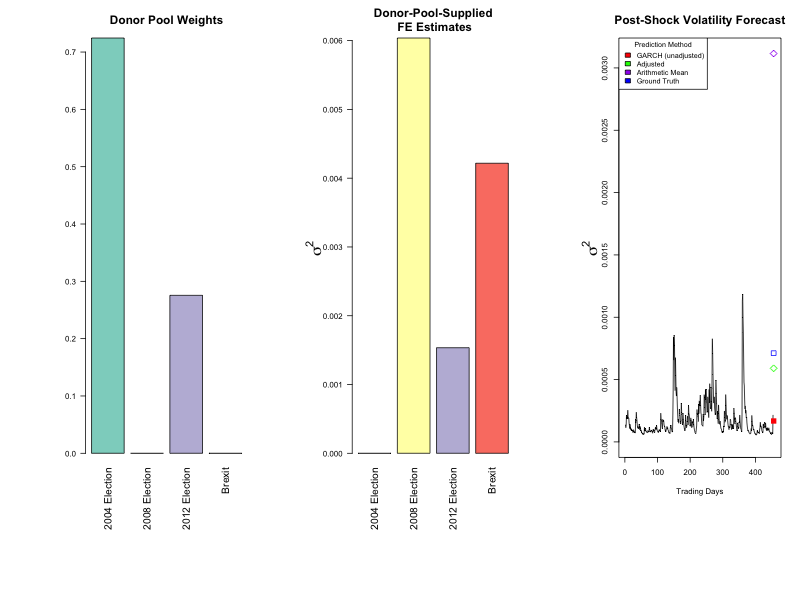 Donor Pool Weights
0.7
0.6
0.5
0.4
0.3
0.2
0.1
0.0
2004 Election
2008 Election
2012 Election
Brexit
Donor-Pool-Supplied
FE Estimates
σ²
0.006
0.005
0.004
0.003
0.002
0.001
0.000
2004 Election
2008 Election
2012 Election
Brexit
Post-Shock Volatility Forecast
Prediction Method
GARCH (unadjusted)
Adjusted
Arithmetic Mean
Ground Truth
σ²
0.0030
0.0025
0.0020
0.0015
0.0010
0.0005
0.0000
0
100
200
300
400
Trading Days